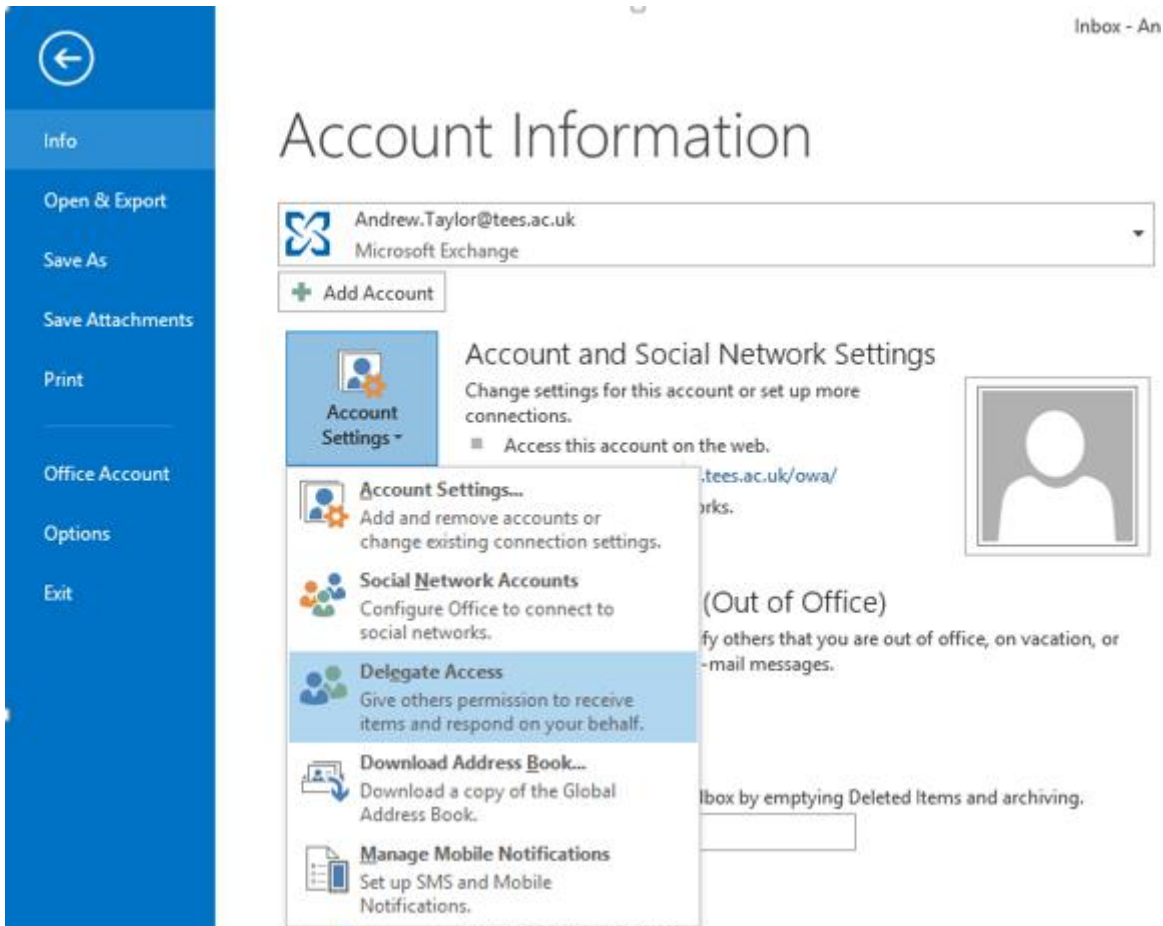 Inbox - An
Info
Open & Export
Save As
Save Attachments
Print
Office Account
Options
Exit
Account Information
Andrew.Taylor@tees.ac.uk
Microsoft Exchange
Add Account
Account
Settings
Account and Social Network Settings
Change settings for this account or set up more
connections.
Access this account on the web.
.tees.ac.uk/owa/
Account Settings...
Add and remove accounts or
change existing connection settings.
Social Network Accounts
Configure Office to connect to
social networks.
Delegate Access
Give others permission to receive
items and respond on your behalf.
Download Address Book...
Download a copy of the Global
Address Book.
Manage Mobile Notifications
Set up SMS and Mobile
Notifications.
(Out of Office)
fy others that you are out of office, on vacation, or
-mail messages.
lbox by emptying Deleted Items and archiving.